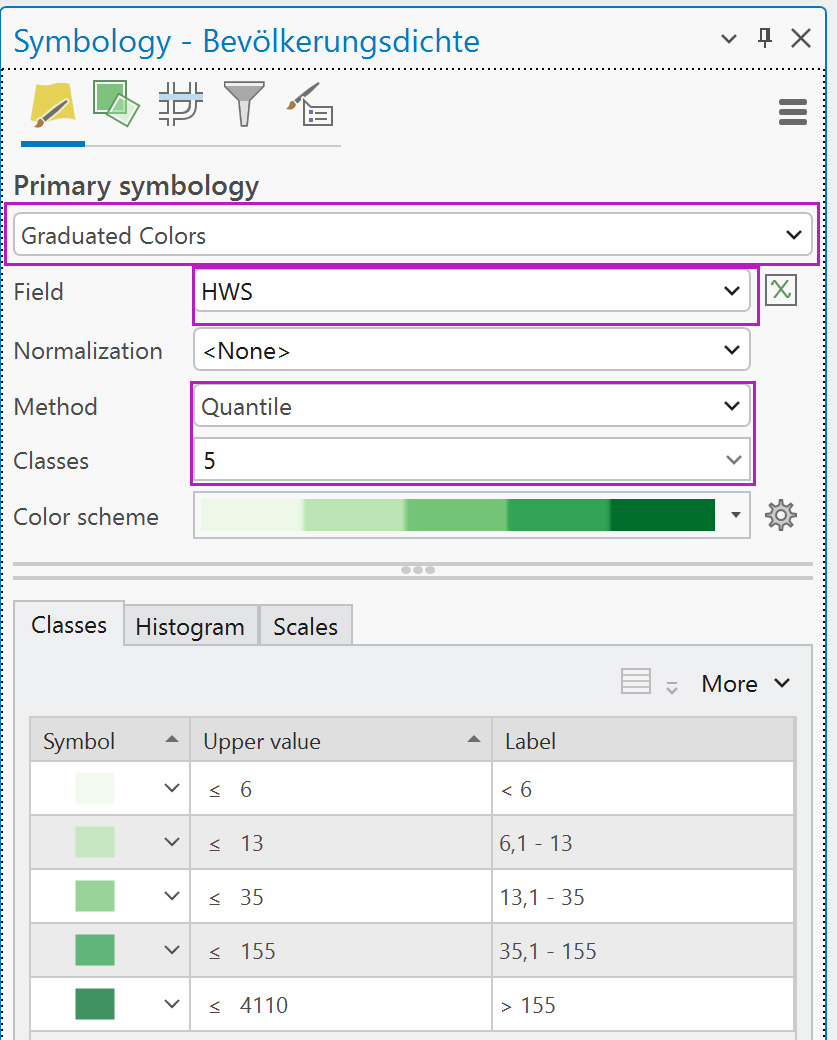 Symbology - Bevölkerungsdichte
Primary symbology
Graduated Colors
Field HWS
Normalization <None>
Method Quantile
Classes 5
Color scheme
Classes Histogram Scales
More
Symbol Upper value Label
≤ 6 < 6
≤ 13 6,1 - 13
≤ 35 13,1 - 35
≤ 155 35,1 - 155
≤ 4110 > 155